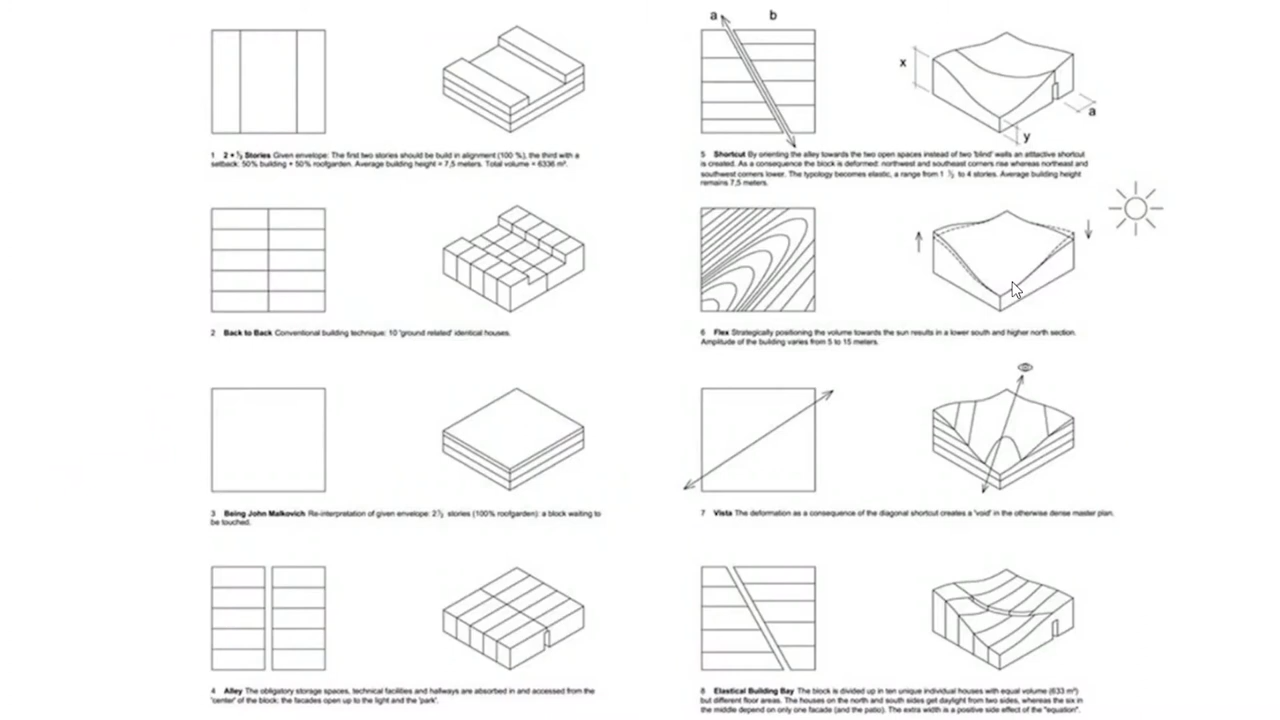 1 2 + ½ Stories Given envelope: The first two stories should be build in alignment (100 %), the third with a
setback: 50% building + 50% roofgarden. Average building height = 7,5 meters. Total volume = 6336 m³.
2 Back to Back Conventional building technique: 10 'ground related' identical houses.
3 Being John Malkovich Re-interpretation of given envelope: 2½ stories (100% roofgarden): a block waiting to
be touched.
4 Alley The obligatory storage spaces, technical facilities and hallways are absorbed in and accessed from the
'center' of the block: the facades open up to the light and the 'park'.
a b
x
a
y
5 Shortcut By orienting the alley towards the two open spaces instead of two 'blind' walls an attractive shortcut
is created. As a consequence the block is deformed: northwest and southeast corners rise whereas northeast and
southwest corners lower. The typology becomes elastic, a range from 1 ½ to 4 stories. Average building height
remains 7,5 meters.
6 Flex Strategically positioning the volume towards the sun results in a lower south and higher north section.
Amplitude of the building varies from 5 to 15 meters.
7 Vista The deformation as a consequence of the diagonal shortcut creates a 'void' in the otherwise dense master plan.
8 Elastical Building Bay The block is divided up in ten unique individual houses with equal volume (633 m³)
but different floor areas. The houses on the north and south sides get daylight from two sides, whereas the six in
the middle depend on only one facade (and the patio). The extra width is a positive side effect of the "equation".